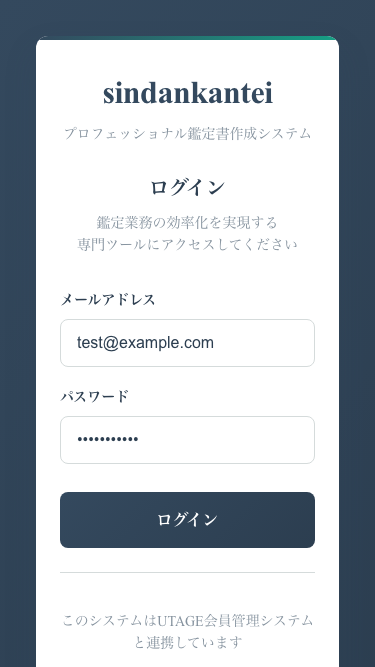 sindankantei
プロフェッショナル鑑定書作成システム
ログイン
鑑定業務の効率化を実現する
専門ツールにアクセスしてください
メールアドレス
test@example.com
パスワード
•••••••••••
ログイン
このシステムはUTAGE会員管理システム
と連携しています